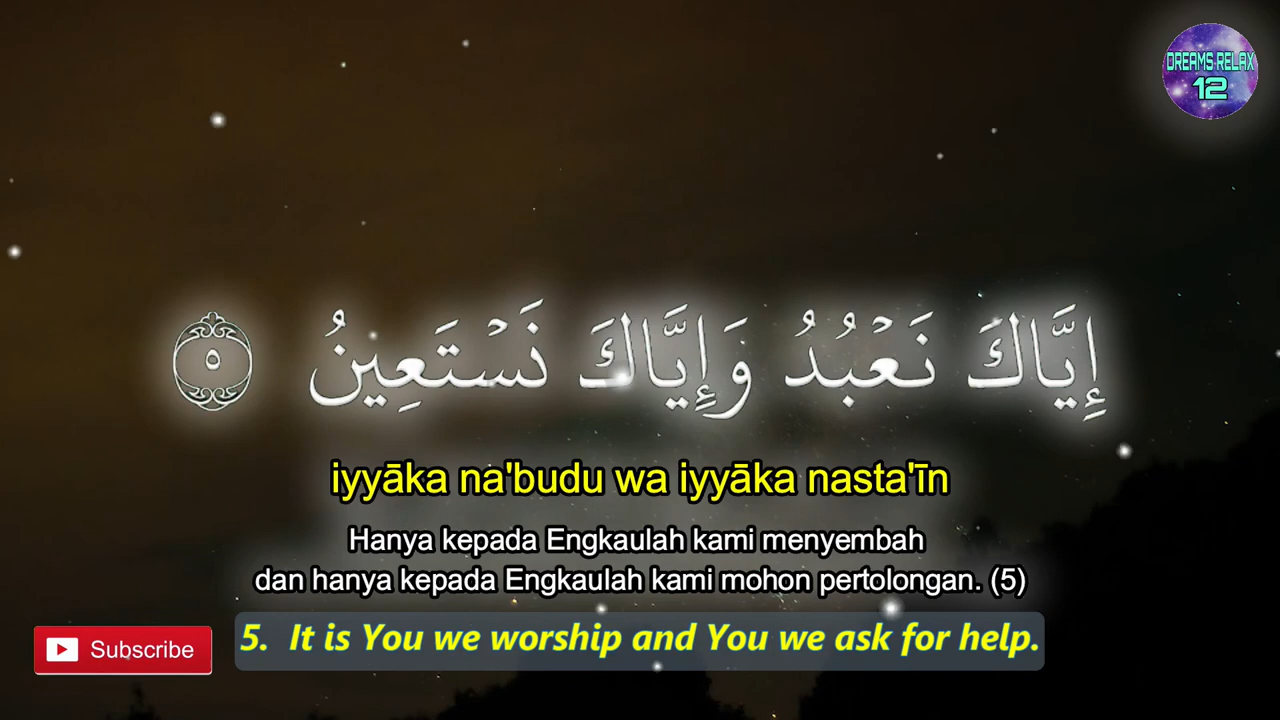 DREAMS RELAX
12
إِيَّاكَ نَعْبُدُ وَإِيَّاكَ نَسْتَعِينُ ٥
iyyāka na'budu wa iyyāka nasta'īn
Hanya kepada Engkaulah kami menyembah
dan hanya kepada Engkaulah kami mohon pertolongan. (5)
5. It is You we worship and You we ask for help.
Subscribe